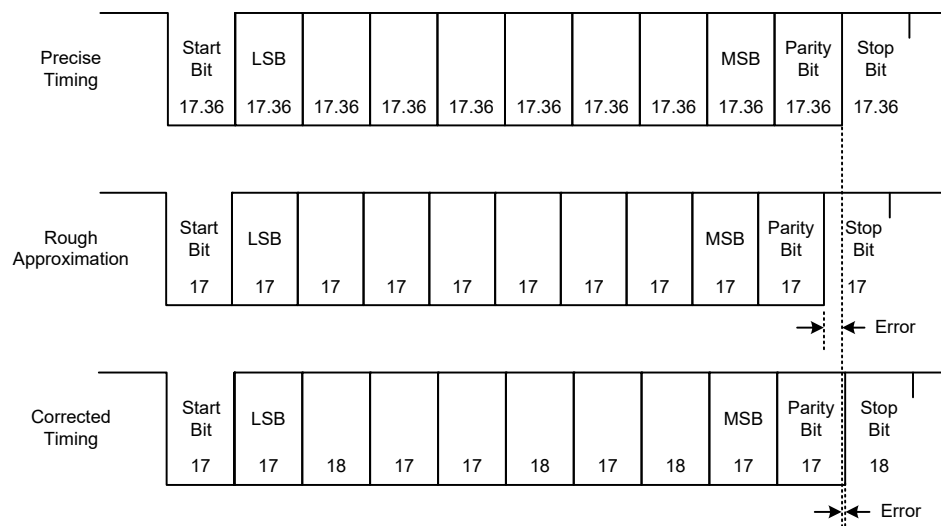 Precise
Timing
Start
Bit
LSB
MSB
Parity
Bit
Stop
Bit
17.36 17.36 17.36 17.36 17.36 17.36 17.36 17.36 17.36 17.36 17.36
Rough
Approximation
Start
Bit
LSB
MSB
Parity
Bit
Stop
Bit
17 17 17 17 17 17 17 17 17 17 17
Error
Corrected
Timing
Start
Bit
LSB
MSB
Parity
Bit
Stop
Bit
17 17 18 17 17 18 17 18 17 17 18
Error